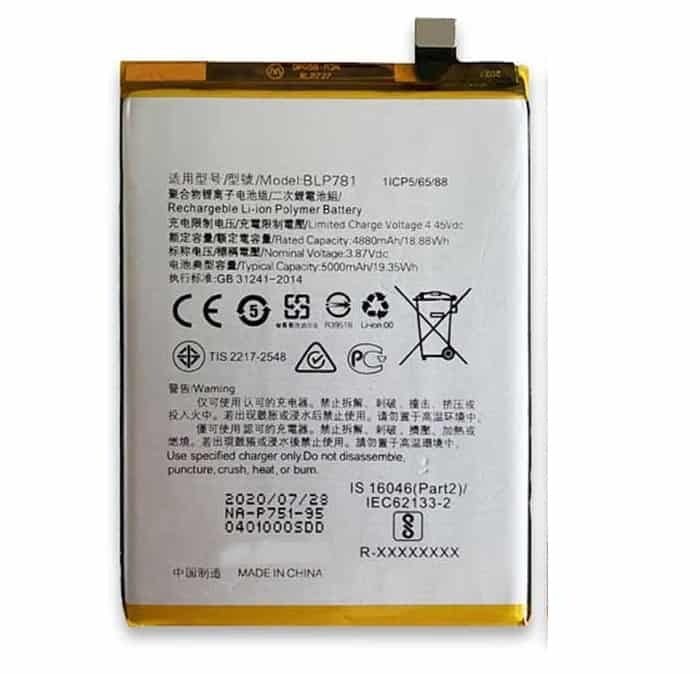 BLP727
适用型号/型號/Model:BLP781 1ICP5/65/88
聚合物锂离子电池组/二次鋰電池組/
Rechargeable Li-ion Polymer Battery
充电限制电压/充電限制電壓/Limited Charge Voltage 4.45Vdc
额定容量/額定電容量/Rated Capacity:4880mAh/18.88Wh
标称电压/標稱電壓/Nominal Voltage:3.87Vdc
电池典型容量/Typical Capacity:5000mAh/19.35Wh
执行标准:GB 31241-2014
CE 5 R39516 Li-ion 00
TIS 2217-2548 PC
警告/Warning
仅可使用认可的充电器。禁止拆解、刺破、撞击、挤压或
投入火中。若出现鼓胀或浸水后禁止使用。请勿置于高温环境中。
僅可使用認可的充電器。禁止拆解、刺破、擠壓、加熱或
燃燒。若出現鼓脹或浸水後禁止使用。請勿置于高溫環境中。
Use specified charger only.Do not disassemble,
puncture, crush, heat, or burn.
2020/07/28
NA-P751-95
0401000SDD
IS 16046(Part2)/
IEC62133-2
R-XXXXXXXX
中国制造 MADE IN CHINA